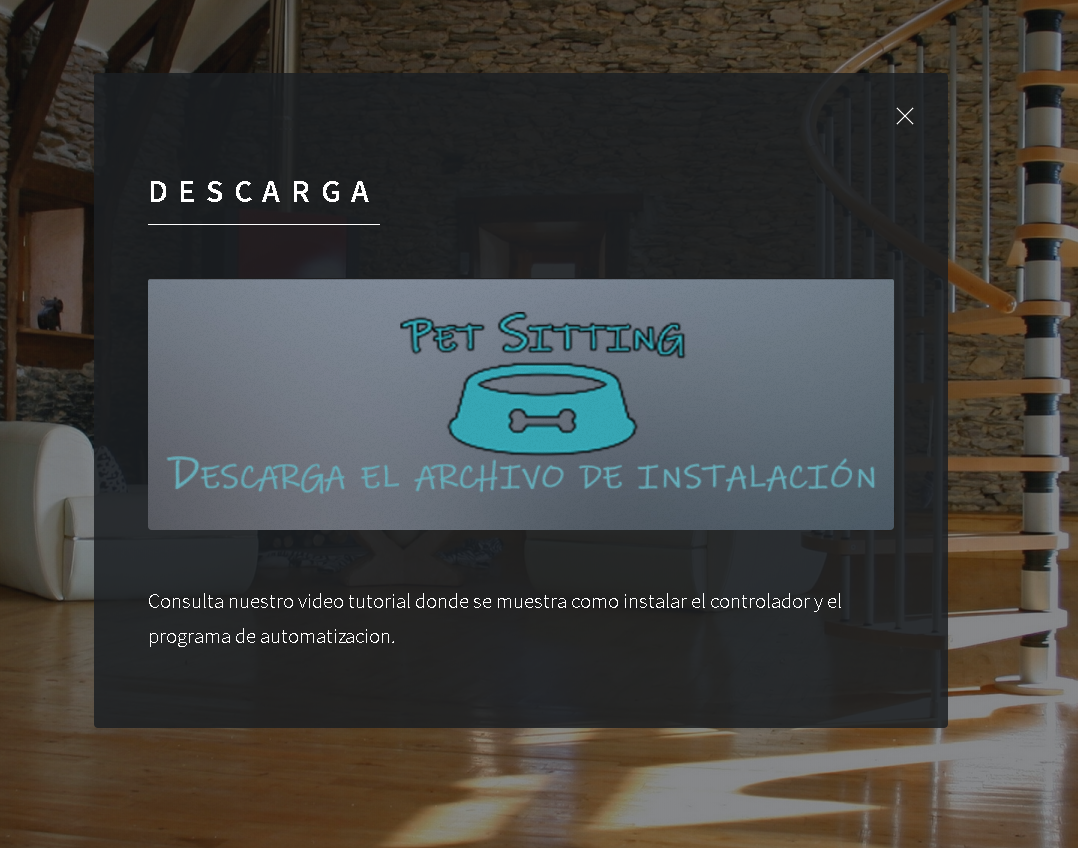 DESCARGA
PET SITTING
DESCARGA EL ARCHIVO DE INSTALACIÓN
Consulta nuestro video tutorial donde se muestra como instalar el controlador y el
programa de automatizacion.